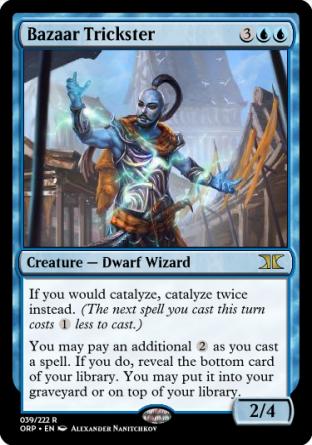 Bazaar Trickster 3
Creature — Dwarf Wizard
If you would catalyze, catalyze twice
instead. (The next spell you cast this turn
costs 1 less to cast.)
You may pay an additional 2 as you cast
a spell. If you do, reveal the bottom card
of your library. You may put it into your
graveyard or on top of your library.
2/4
039/222 R
ORP • EN Alexander Nanitchkov